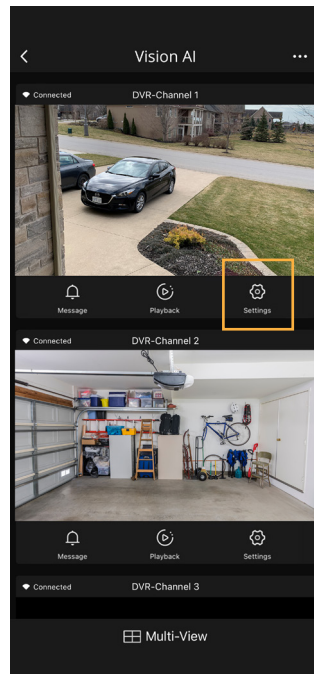 Vision AI
Connected DVR-Channel 1
Message Playback Settings
Connected DVR-Channel 2
Message Playback Settings
Connected DVR-Channel 3
Multi-View